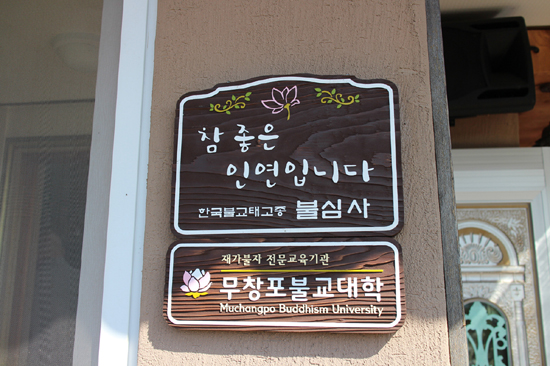 참 좋은
인연입니다
한국불교태고종 불심사
재가불자 전문교육기관
무창포불교대학
Muchangpo Buddhism University